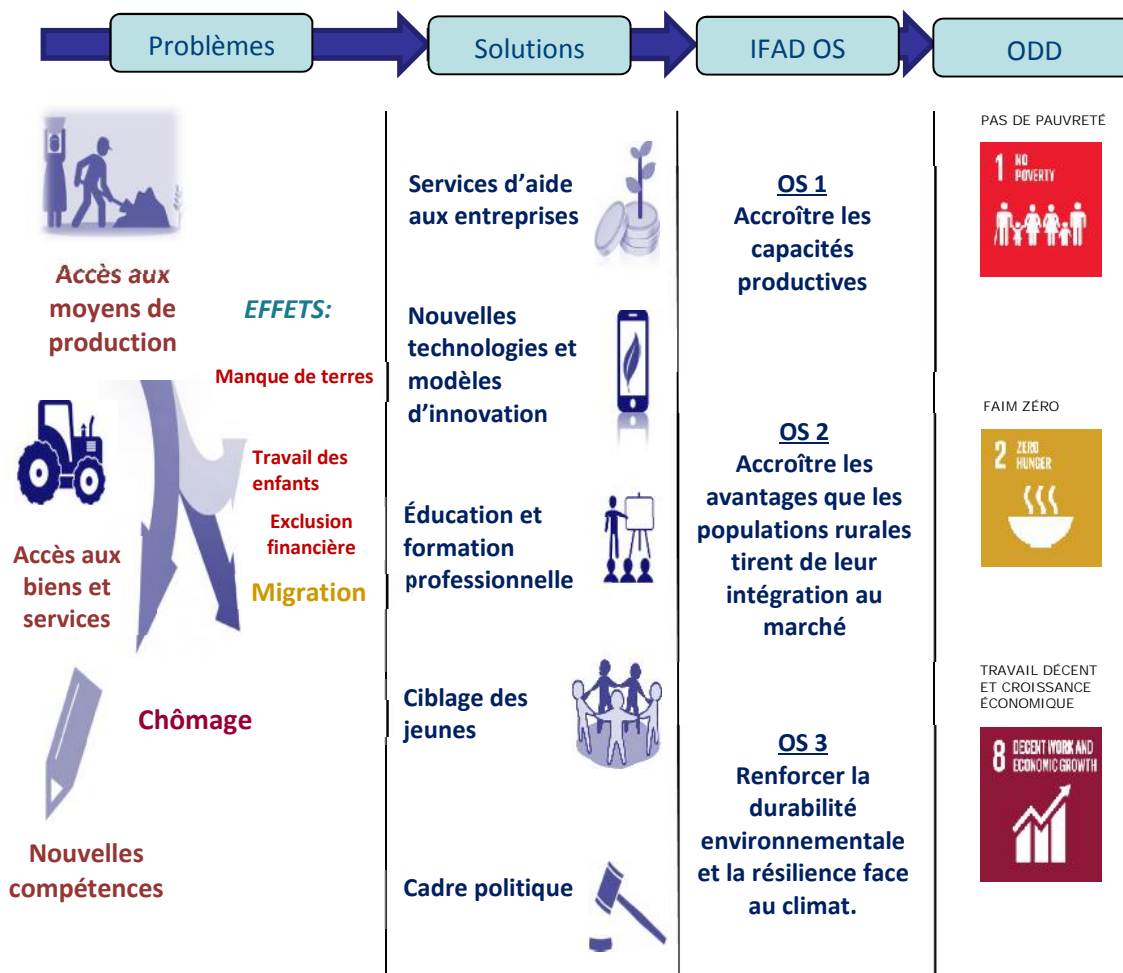 Problèmes
Solutions
IFAD OS
ODD
Accès aux
moyens de
production
EFFETS:
Manque de terres
Travail des
enfants
Exclusion
financière
Migration
Accès aux
biens et
services
Chômage
Nouvelles
compétences
Services d’aide
aux entreprises
Nouvelles
technologies et
modèles
d’innovation
Éducation et
formation
professionnelle
Ciblage des
jeunes
Cadre politique
OS 1
Accroître les
capacités
productives
OS 2
Accroître les
avantages que les
populations rurales
tirent de leur
intégration au
marché
OS 3
Renforcer la
durabilité
environnementale
et la résilience face
au climat.
PAS DE PAUVRETÉ
1 NO
POVERTY
FAIM ZÉRO
2 ZERO
HUNGER
TRAVAIL DÉCENT
ET CROISSANCE
ÉCONOMIQUE
8 DECENT WORK AND
ECONOMIC GROWTH